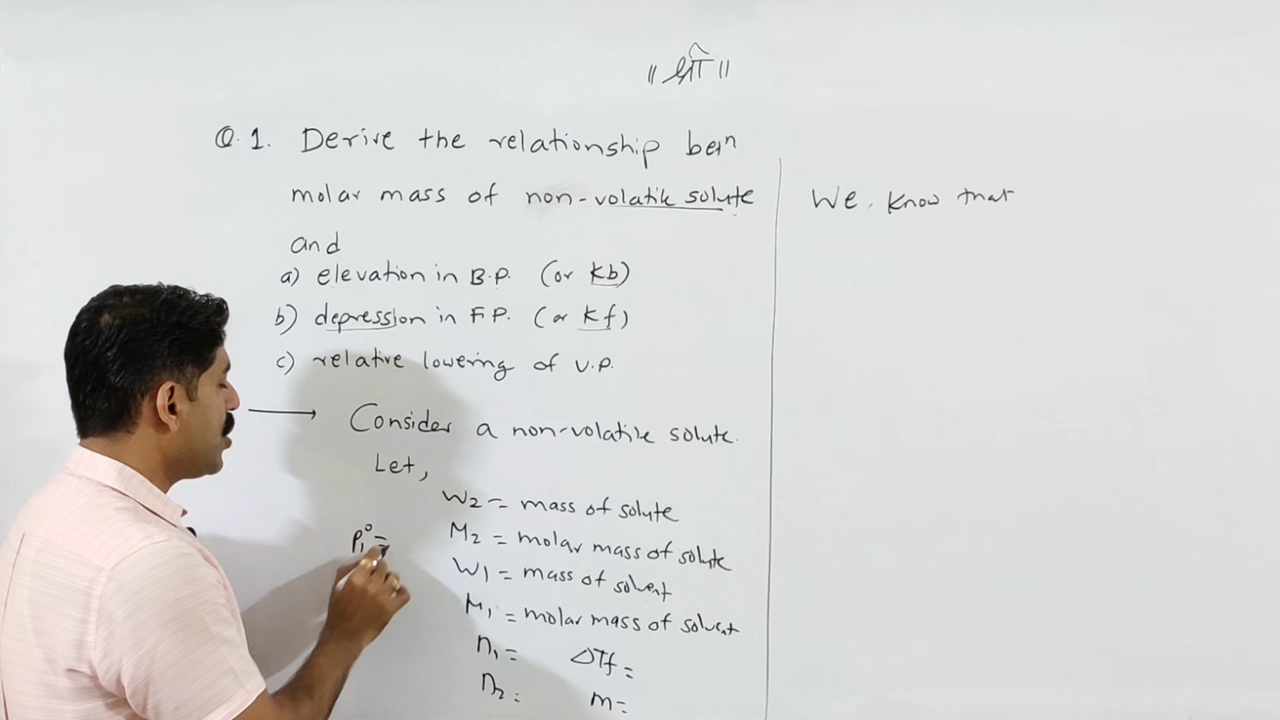 ॥ श्री ॥
Q. 1. Derive the relationship betn
molar mass of non-volatile solute
and
a) elevation in B.P. (or Kb)
b) depression in F.P. (or Kf)
c) relative lowering of V.P.
Consider a non-volatile solute.
Let,
W2 = mass of solute
M2 = molar mass of solute
W1 = mass of solvent
M1 = molar mass of solvent
n1 = ΔTf =
n2 = m =
P1° =
We know that